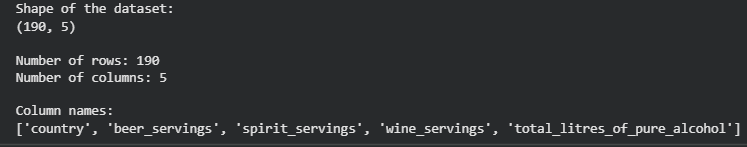 Shape of the dataset:
(190, 5)
Number of rows: 190
Number of columns: 5
Column names:
['country', 'beer_servings', 'spirit_servings', 'wine_servings', 'total_litres_of_pure_alcohol']